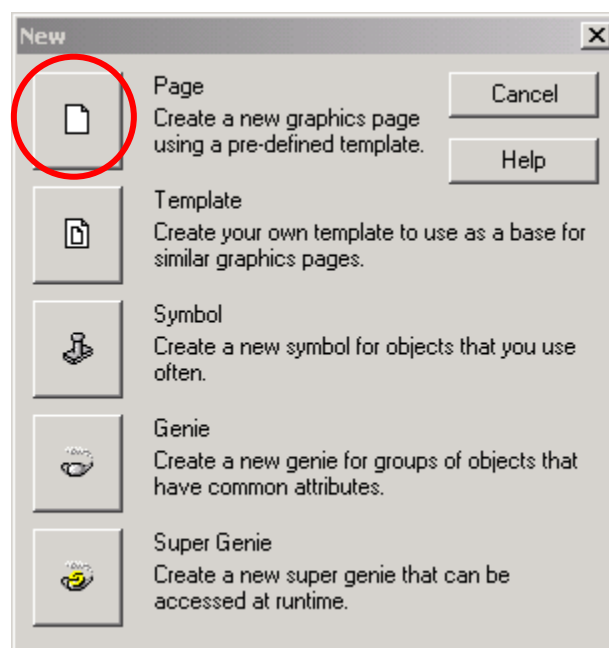 New
Page
Create a new graphics page
using a pre-defined template.
Cancel
Help
Template
Create your own template to use as a base for
similar graphics pages.
Symbol
Create a new symbol for objects that you use
often.
Genie
Create a new genie for groups of objects that
have common attributes.
Super Genie
Create a new super genie that can be
accessed at runtime.